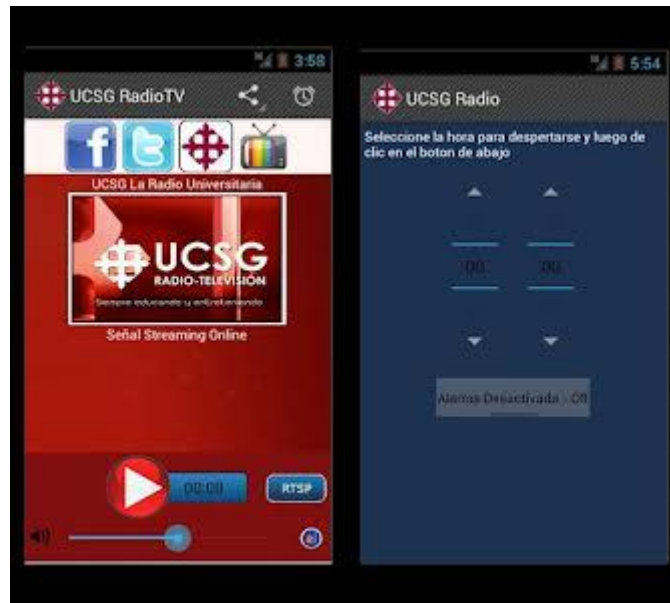 3:58
UCSG RadioTV
UCSG La Radio Universitaria
UCSG
RADIO-TELEVISIÓN
Siempre educando y entreteniendo
Señal Streaming Online
00:00
RTSP
5:54
UCSG Radio
Seleccione la hora para despertarse y luego de
clic en el boton de abajo
00 00
Alarma Desactivada - Off